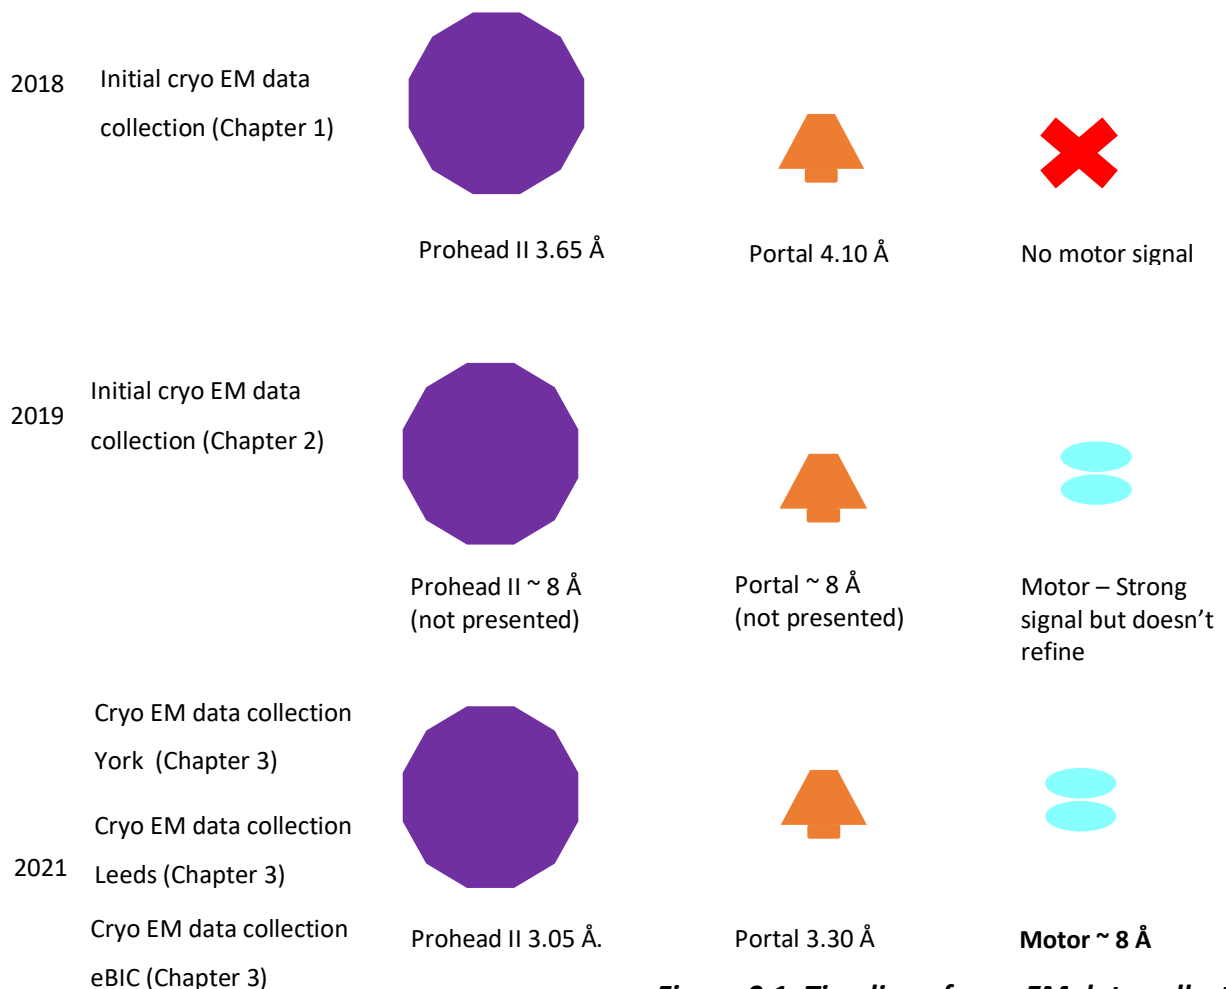 2018
Initial cryo EM data
collection (Chapter 1)
Prohead II 3.65 Å
Portal 4.10 Å
No motor signal
2019
Initial cryo EM data
collection (Chapter 2)
Prohead II ~ 8 Å
(not presented)
Portal ~ 8 Å
(not presented)
Motor – Strong
signal but doesn’t
refine
2021
Cryo EM data collection
York (Chapter 3)
Cryo EM data collection
Leeds (Chapter 3)
Cryo EM data collection
eBIC (Chapter 3)
Prohead II 3.05 Å.
Portal 3.30 Å
Motor ~ 8 Å